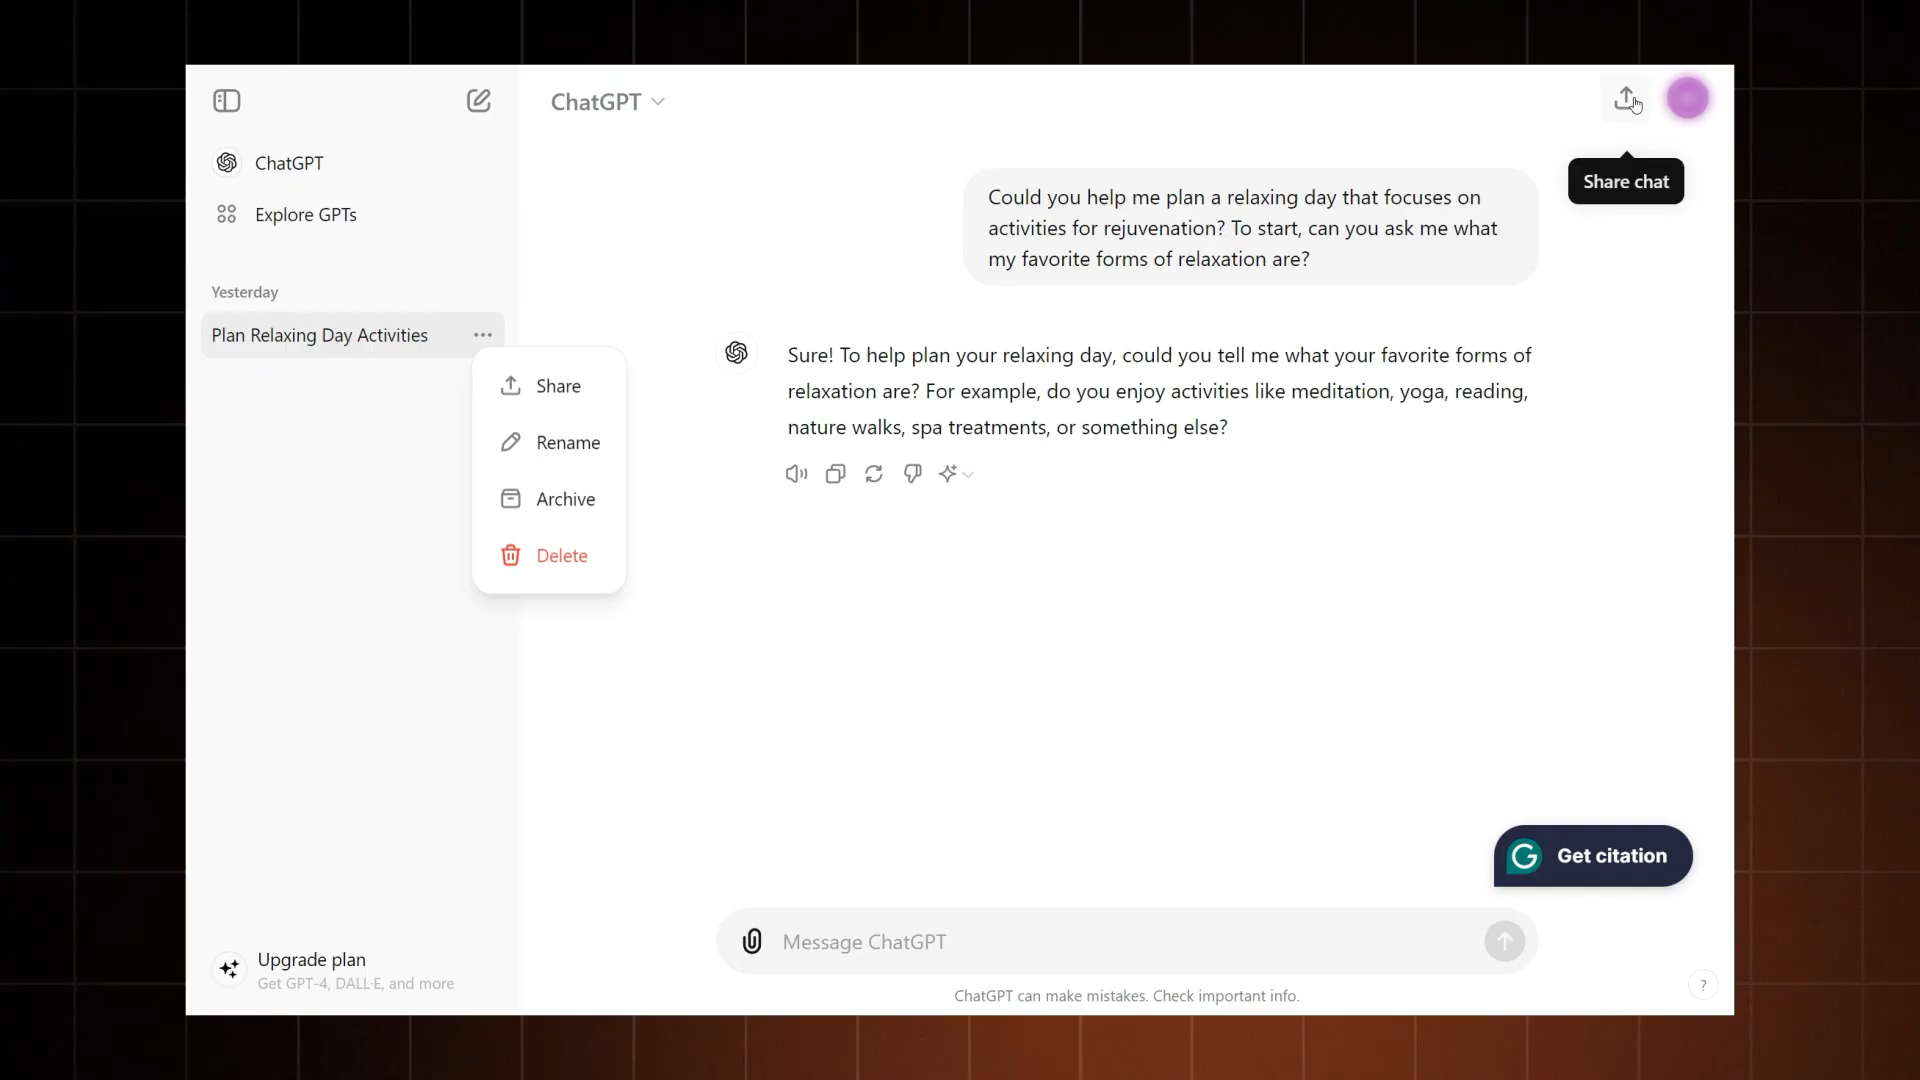 ChatGPT
ChatGPT
Explore GPTs
Yesterday
Plan Relaxing Day Activities
Share
Rename
Archive
Delete
Upgrade plan
Get GPT-4, DALL·E, and more
Share chat
Could you help me plan a relaxing day that focuses on
activities for rejuvenation? To start, can you ask me what
my favorite forms of relaxation are?
Sure! To help plan your relaxing day, could you tell me what your favorite forms of
relaxation are? For example, do you enjoy activities like meditation, yoga, reading,
nature walks, spa treatments, or something else?
G Get citation
Message ChatGPT
ChatGPT can make mistakes. Check important info.
?